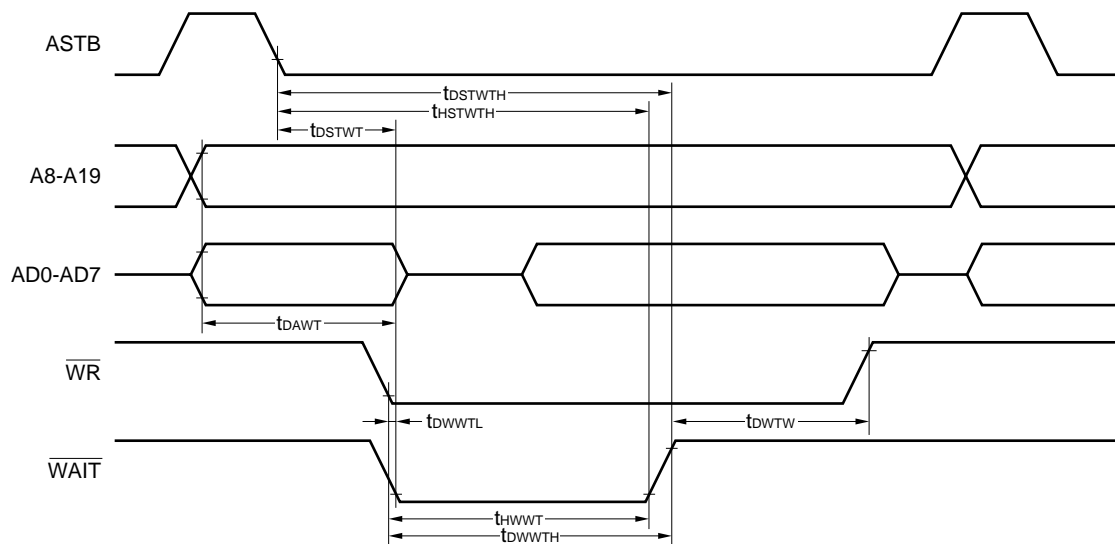 ASTB
tDSTWTH
tHSTWTH
tDSTWT
A8-A19
AD0-AD7
tDAWT
WR
tDWWTL
tDWTW
WAIT
tHWWT
tDWWTH